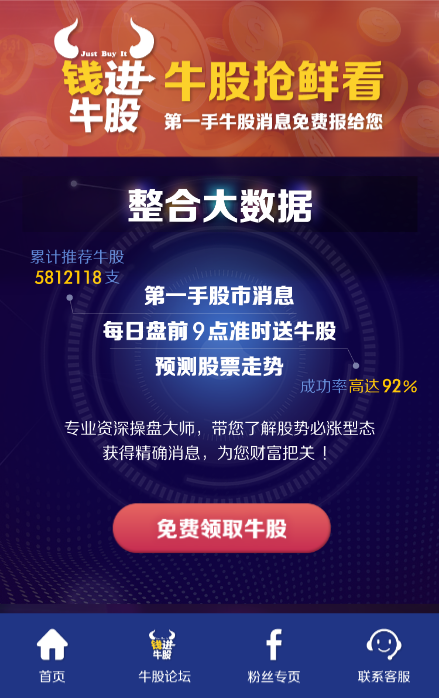 Just Buy It
钱进
牛股
牛股抢鲜看
第一手牛股消息免费报给您
整合大数据
累计推荐牛股
5812118支
第一手股市消息
每日盘前9点准时送牛股
预测股票走势
成功率高达92%
专业资深操盘大师，带您了解股势必涨型态
获得精确消息，为您财富把关！
免费领取牛股
钱进
牛股
首页
牛股论坛
粉丝专页
联系客服